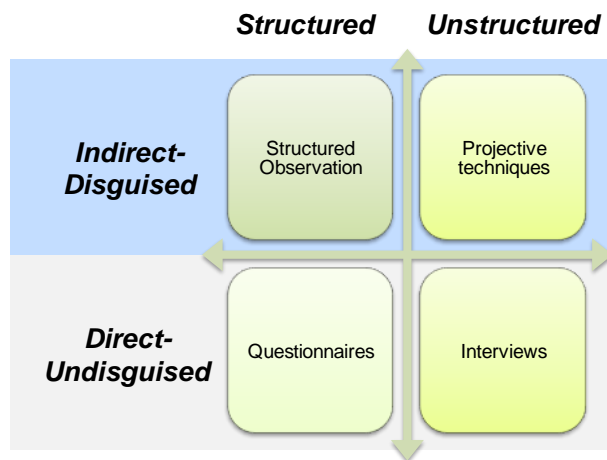 Structured Unstructured
Indirect-
Disguised
Structured
Observation
Projective
techniques
Direct-
Undisguised
Questionnaires
Interviews